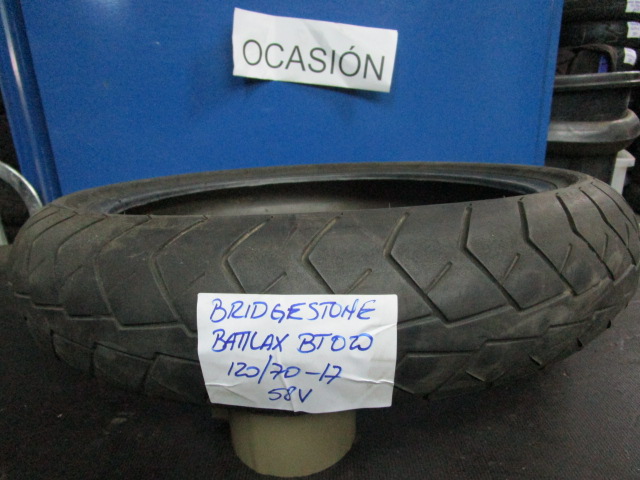 OCASIÓN
BRIDGESTONE
BATTLAX BT020
120/70-17
58V